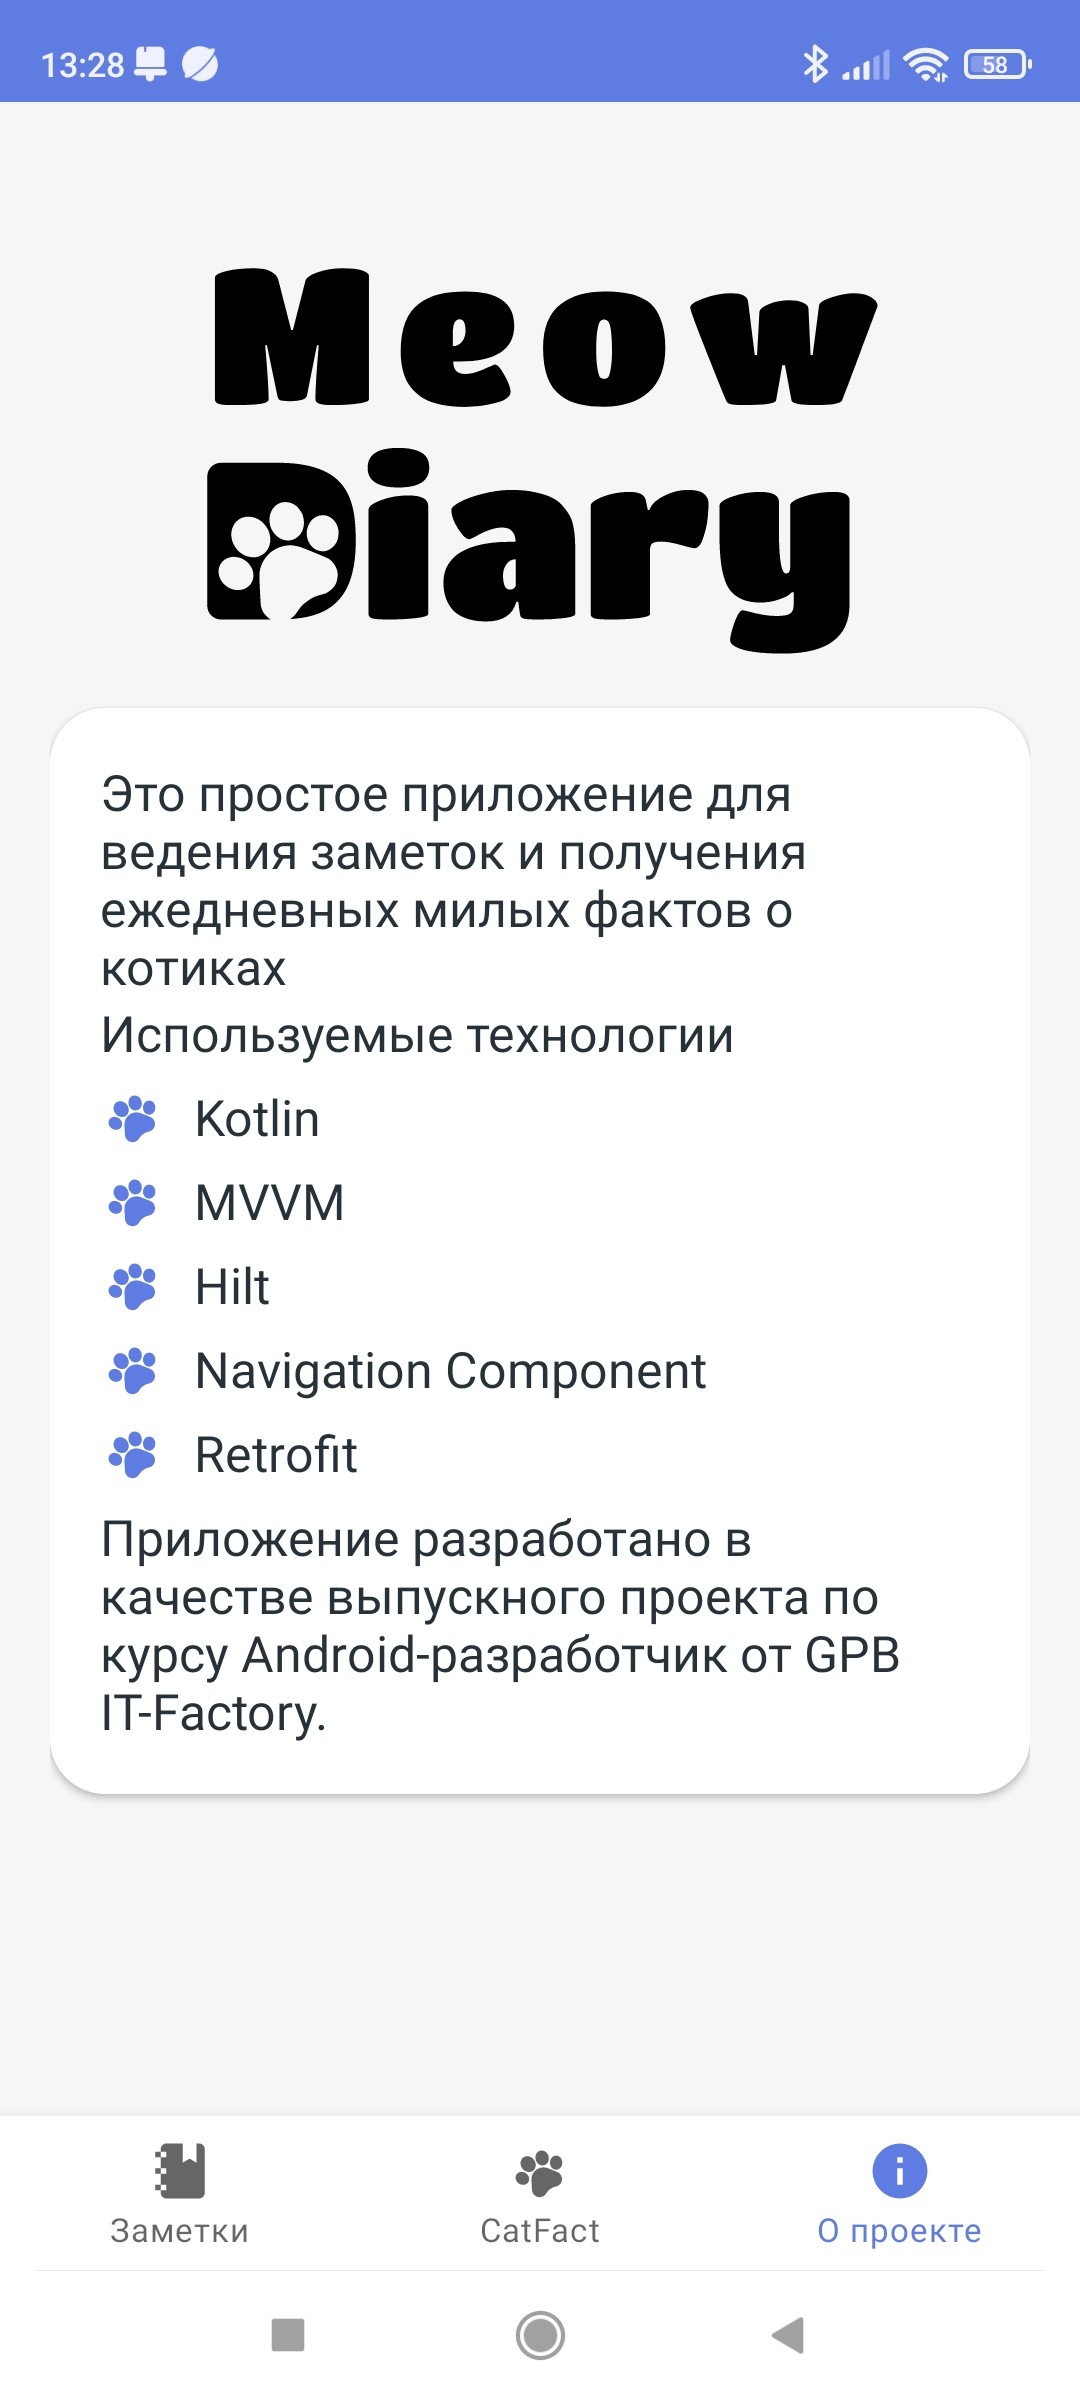 13:28
58
Meow
Diary
Это простое приложение для
ведения заметок и получения
ежедневных милых фактов о
котиках
Используемые технологии
Kotlin
MVVM
Hilt
Navigation Component
Retrofit
Приложение разработано в
качестве выпускного проекта по
курсу Android-разработчик от GPB
IT-Factory.
Заметки
CatFact
О проекте